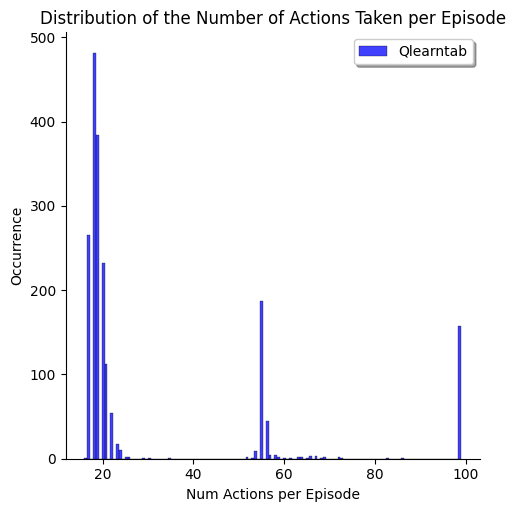 Distribution of the Number of Actions Taken per Episode
Qlearntab
500
400
300
200
100
0
Occurrence
20 40 60 80 100
Num Actions per Episode